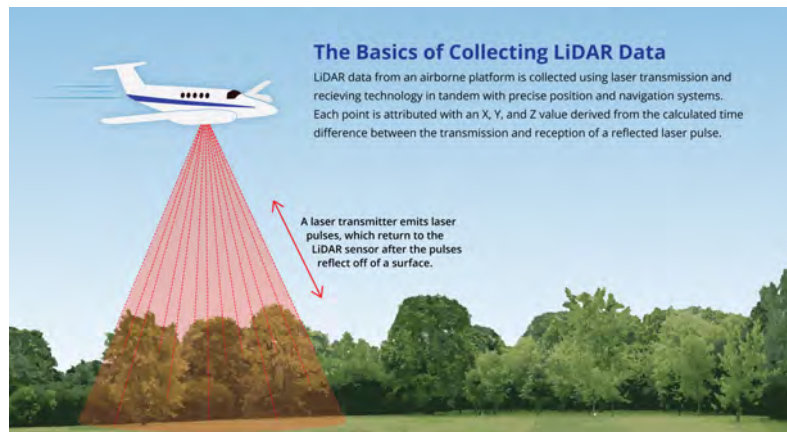 The Basics of Collecting LiDAR Data
LiDAR data from an airborne platform is collected using laser transmission and
recieving technology in tandem with precise position and navigation systems.
Each point is attributed with an X, Y, and Z value derived from the calculated time
difference between the transmission and reception of a reflected laser pulse.
A laser transmitter emits laser
pulses, which return to the
LiDAR sensor after the pulses
reflect off of a surface.